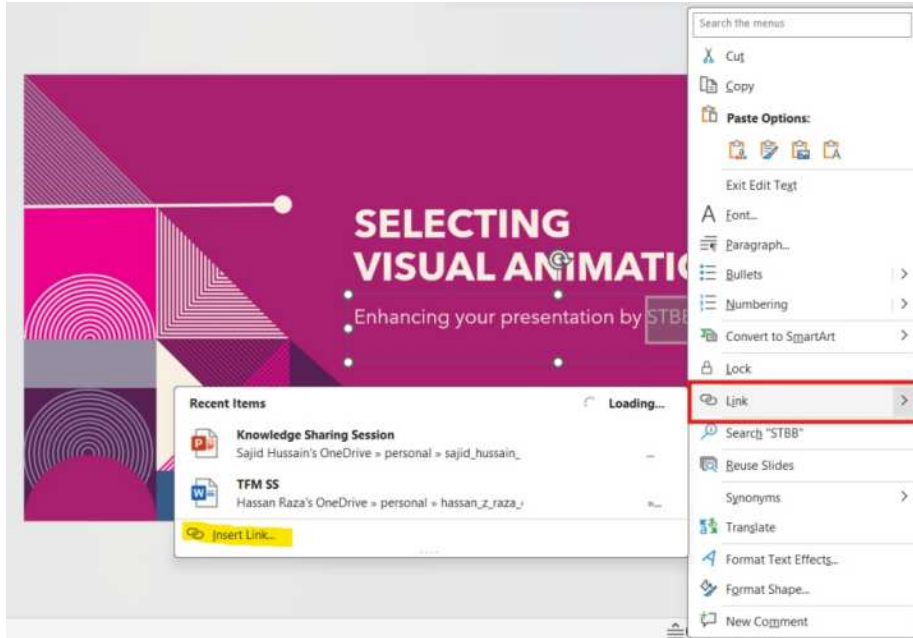 SELECTING
VISUAL ANIMATIO
Enhancing your presentation by STBB
Recent Items
Loading...
Knowledge Sharing Session
Sajid Hussain's OneDrive » personal » sajid_hussain_
...
TFM SS
Hassan Raza's OneDrive » personal » hassan_z_raza_
»...
Insert Link...
Search the menus
Cut
Copy
Paste Options:
Exit Edit Text
Font...
Paragraph...
Bullets
Numbering
Convert to SmartArt
Lock
Link
Search "STBB"
Reuse Slides
Synonyms
Translate
Format Text Effects...
Format Shape...
New Comment